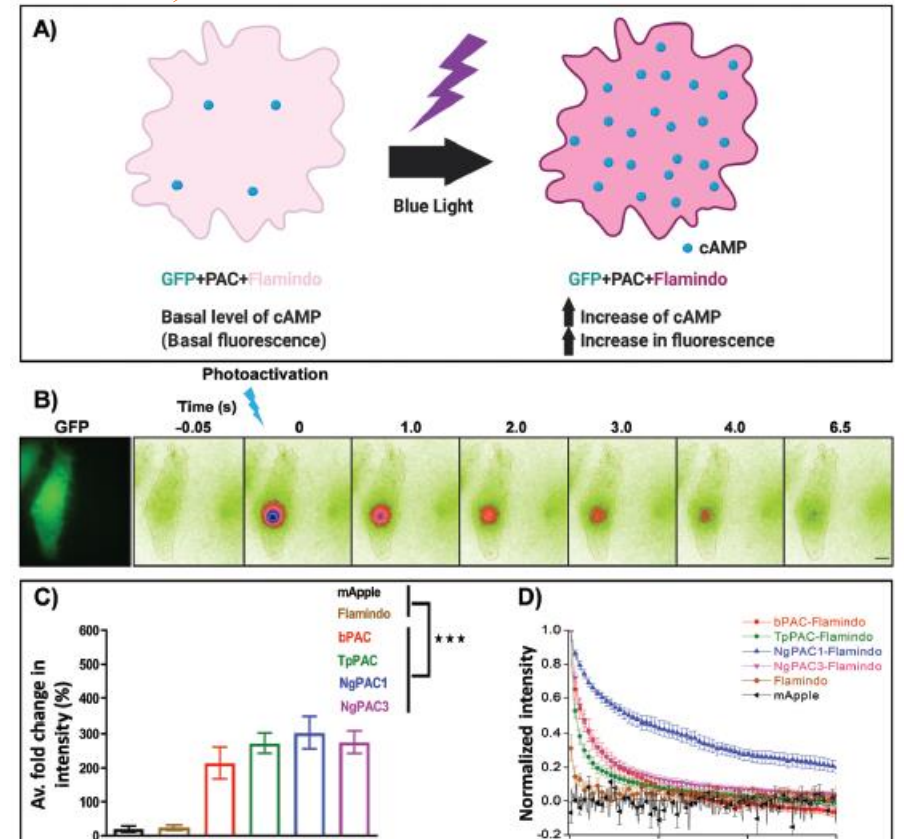 A)
Blue Light
cAMP
GFP+PAC+Flamindo
GFP+PAC+Flamindo
Basal level of cAMP
(Basal fluorescence)
Increase of cAMP
Increase in fluorescence
Photoactivation
B)
Time (s)
GFP
-0.05
0
1.0
2.0
3.0
4.0
6.5
C)
mApple
Flamindo
bPAC
TpPAC
NgPAC1
NgPAC3
***
Av. fold change in
intensity (%)
600
500
400
300
200
100
0
D)
bPAC-Flamindo
TpPAC-Flamindo
NgPAC1-Flamindo
NgPAC3-Flamindo
Flamindo
mApple
Normalized intensity
1.0
0.8
0.6
0.4
0.2
0.0
-0.2